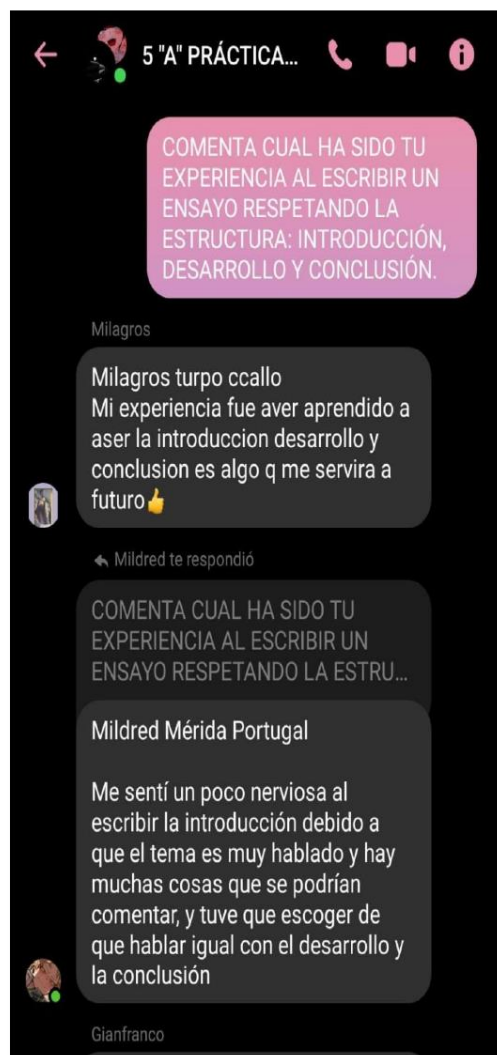 5 "A" PRÁCTICA...
COMENTA CUAL HA SIDO TU
EXPERIENCIA AL ESCRIBIR UN
ENSAYO RESPETANDO LA
ESTRUCTURA: INTRODUCCIÓN,
DESARROLLO Y CONCLUSIÓN.
Milagros
Milagros turpo ccallo
Mi experiencia fue aver aprendido a
aser la introduccion desarrollo y
conclusion es algo q me servira a
futuro👍
Mildred te respondió
COMENTA CUAL HA SIDO TU
EXPERIENCIA AL ESCRIBIR UN
ENSAYO RESPETANDO LA ESTRU...
Mildred Mérida Portugal
Me sentí un poco nerviosa al
escribir la introducción debido a
que el tema es muy hablado y hay
muchas cosas que se podrían
comentar, y tuve que escoger de
que hablar igual con el desarrollo y
la conclusión
Gianfranco